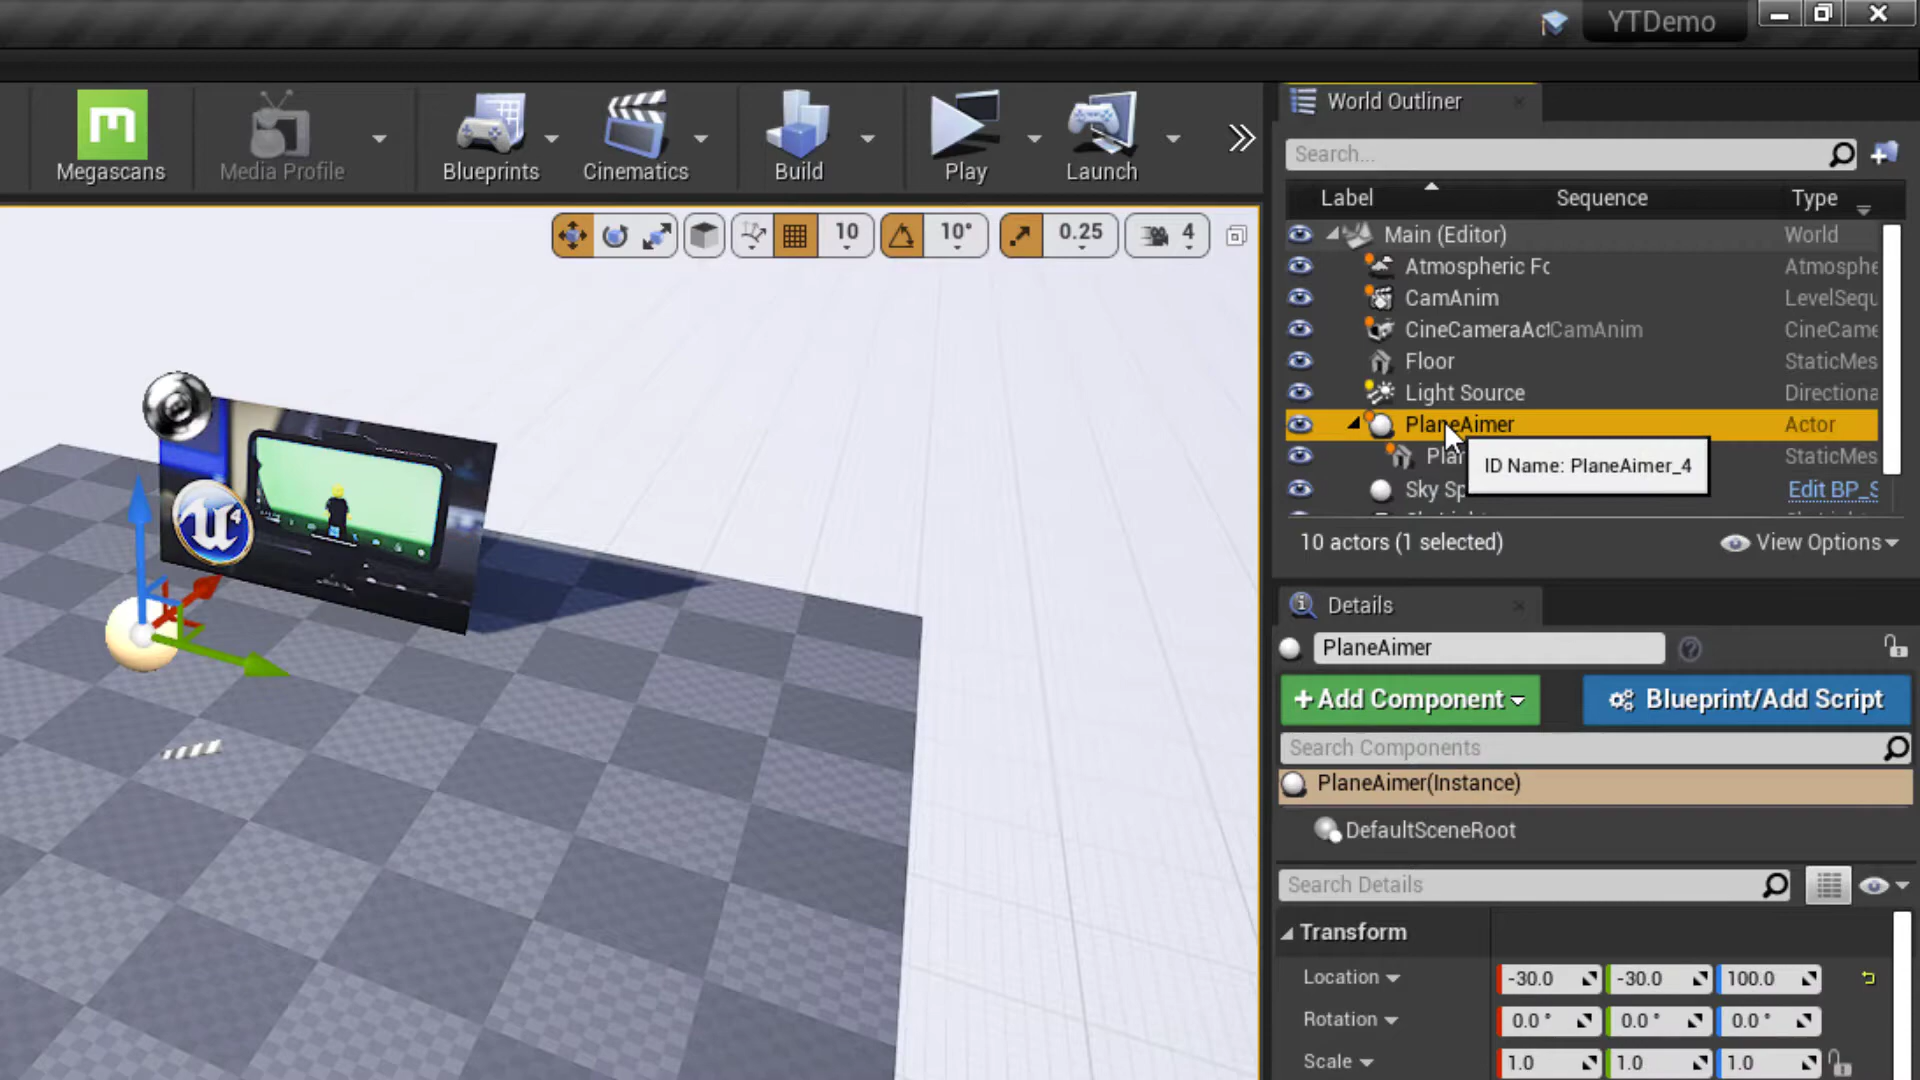 YTDemo
Megascans
Media Profile
Blueprints
Cinematics
Build
Play
Launch
10
10°
0.25
4
World Outliner
Search...
Label Sequence Type
Main (Editor) World
Atmospheric Fo Atmosphe
CamAnim LevelSequ
CineCameraAct CamAnim CineCame
Floor StaticMes
Light Source Directiona
PlaneAimer Actor
Plan StaticMes
ID Name: PlaneAimer_4
Sky Sp Edit BP_S
10 actors (1 selected) View Options
Details
PlaneAimer
+ Add Component Blueprint/Add Script
Search Components
PlaneAimer(Instance)
DefaultSceneRoot
Search Details
Transform
Location -30.0 -30.0 100.0
Rotation 0.0 ° 0.0 ° 0.0 °
Scale 1.0 1.0 1.0